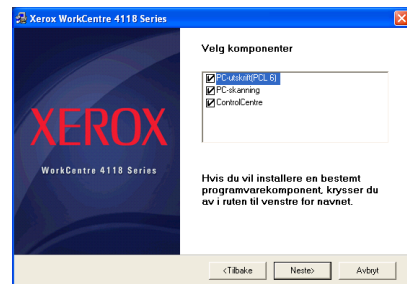 Xerox WorkCentre 4118 Series
Velg komponenter
PC-utskrift(PCL 6)
PC-skanning
ControlCentre
XEROX
WorkCentre 4118 Series
Hvis du vil installere en bestemt
programvarekomponent, krysser du
av i ruten til venstre for navnet.
<Tilbake
Neste>
Avbryt